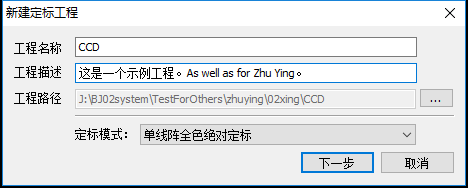 新建定标工程
工程名称 CCD
工程描述 这是一个示例工程。As well as for Zhu Ying。
工程路径 J:\BJ02system\TestForOthers\zhuying\02xing\CCD ...
定标模式： 单线阵全色绝对定标
下一步 取消